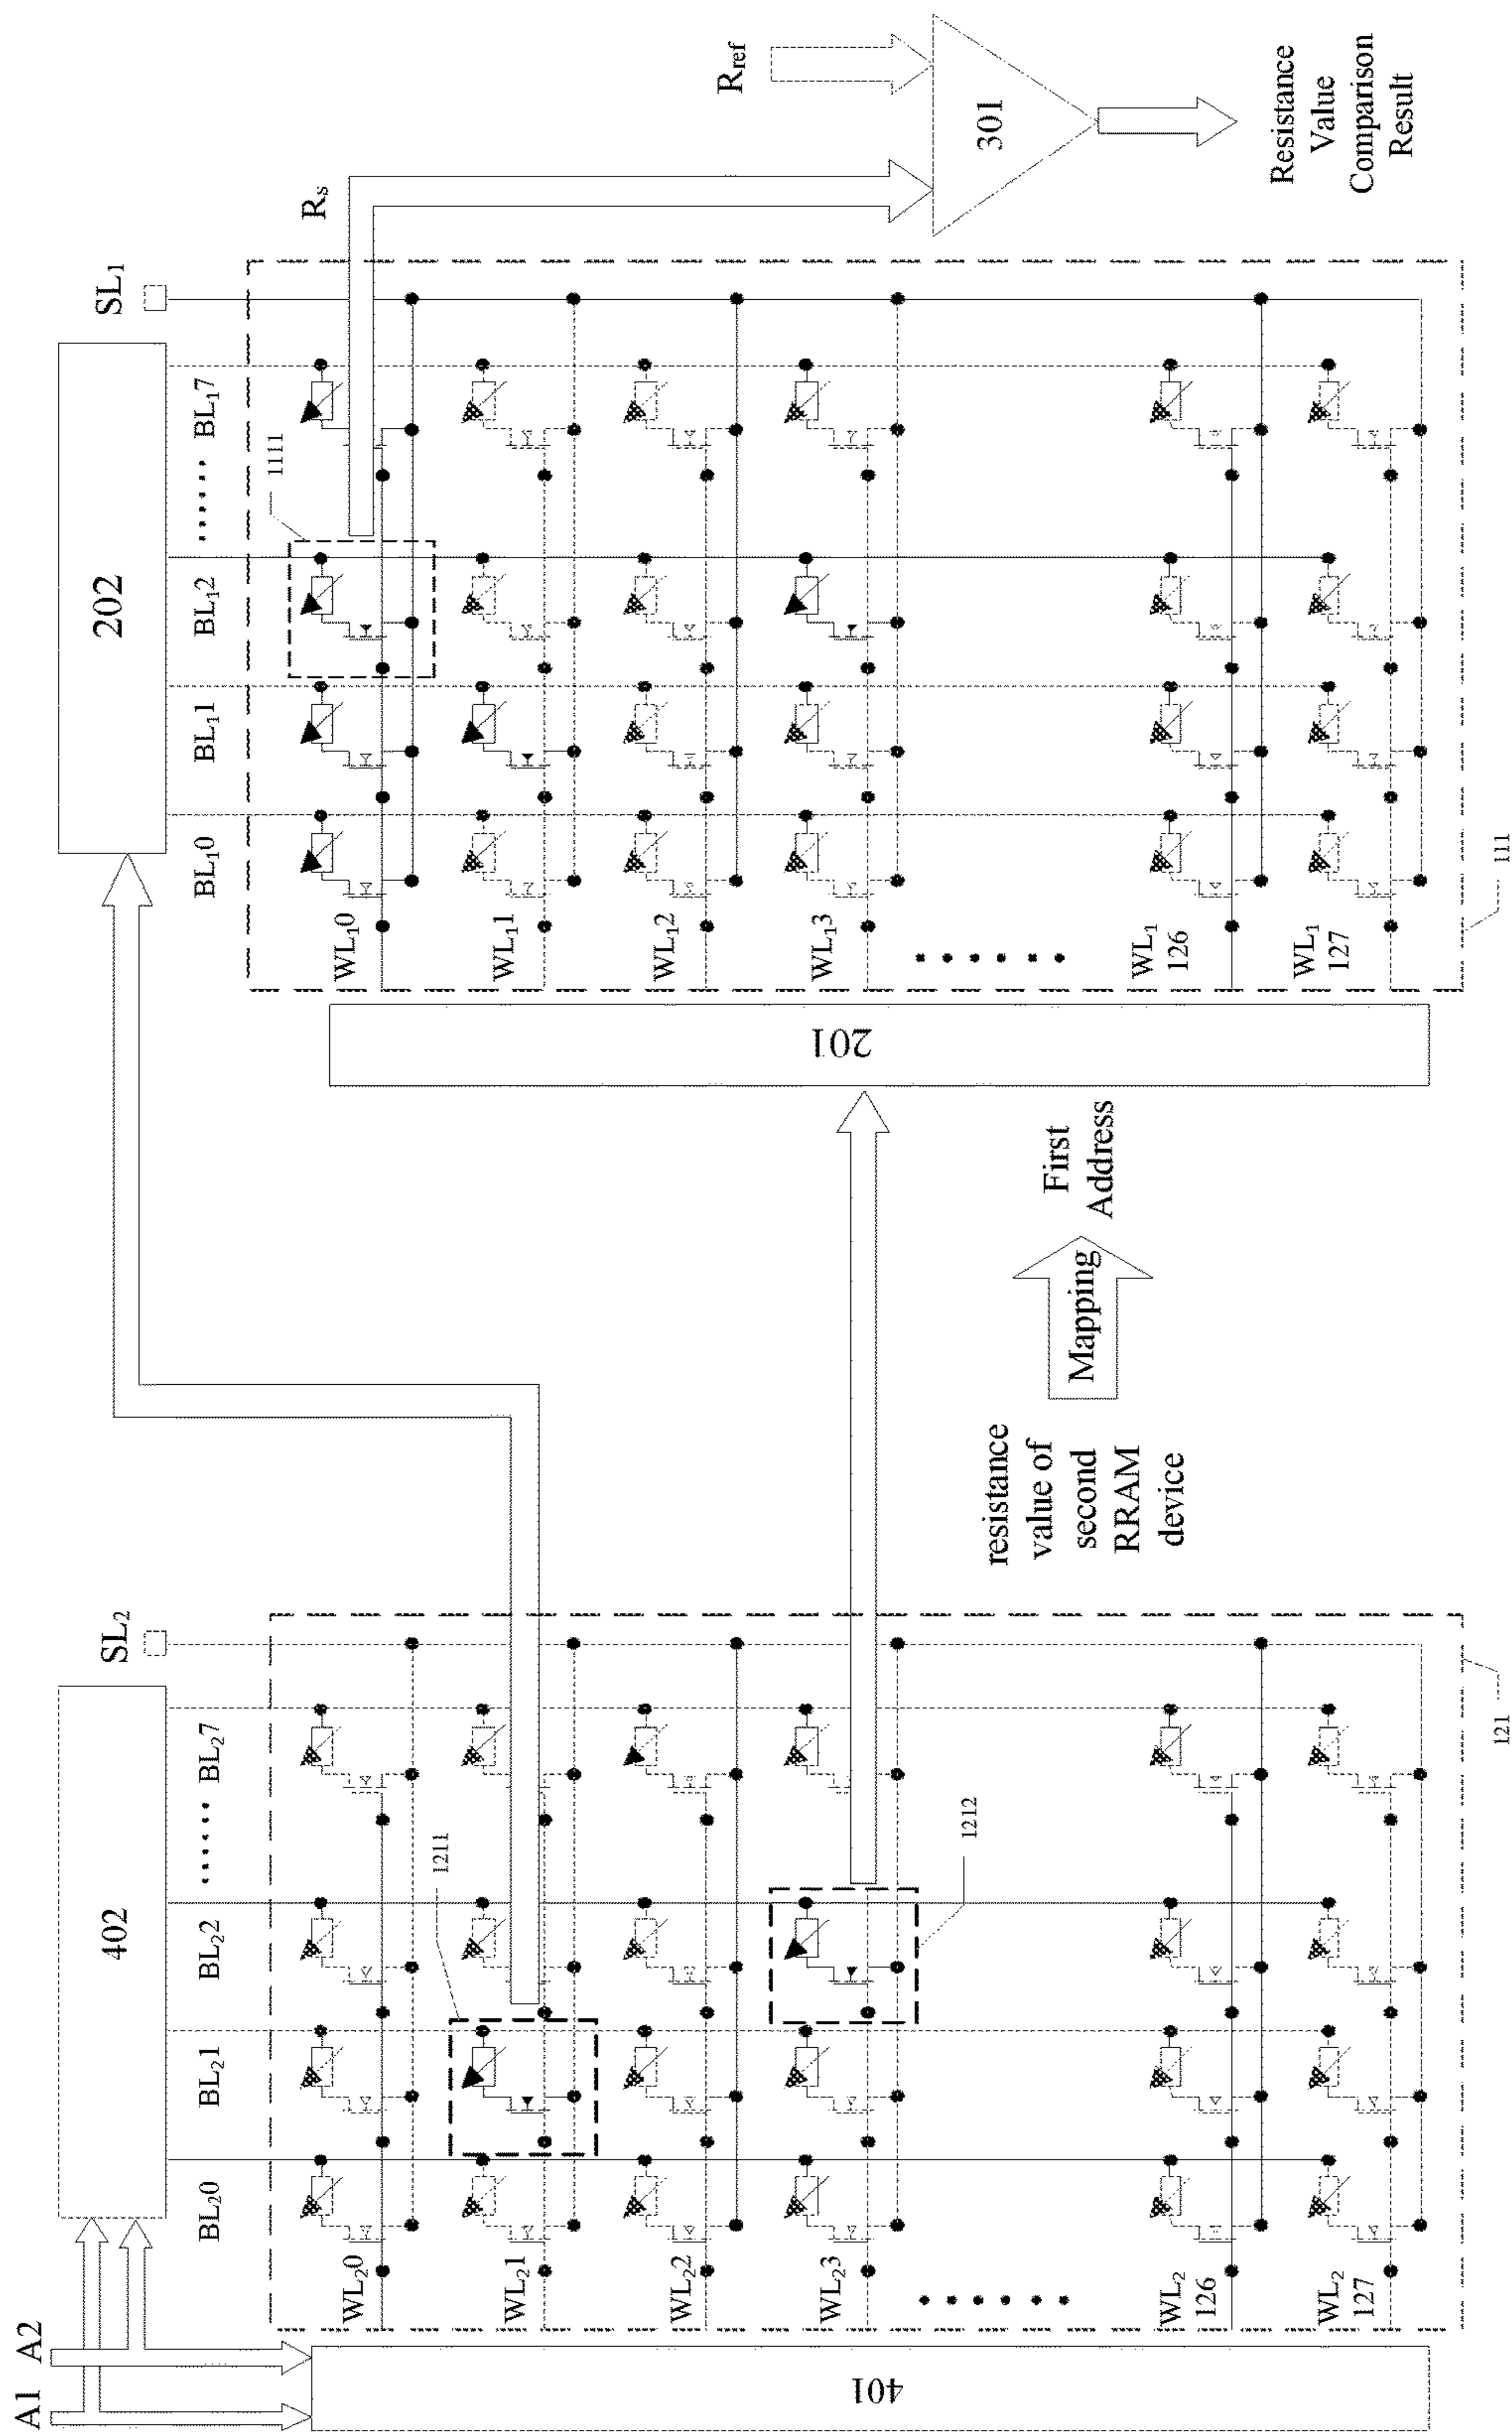 A1
A2
402
SL₂
202
SL₁
BL₂0
BL₂1
BL₂2
......
BL₂7
BL₁0
BL₁1
BL₁2
......
BL₁7
Rₛ
R_ref
1211
1111
WL₂0
WL₂1
WL₂2
WL₂3
......
WL₂
126
WL₂
127
WL₁0
WL₁1
WL₁2
WL₁3
......
WL₁
126
WL₁
127
401
201
1212
301
resistance
value of
second
RRAM
device
Mapping
First
Address
Resistance
Value
Comparison
Result
121
111